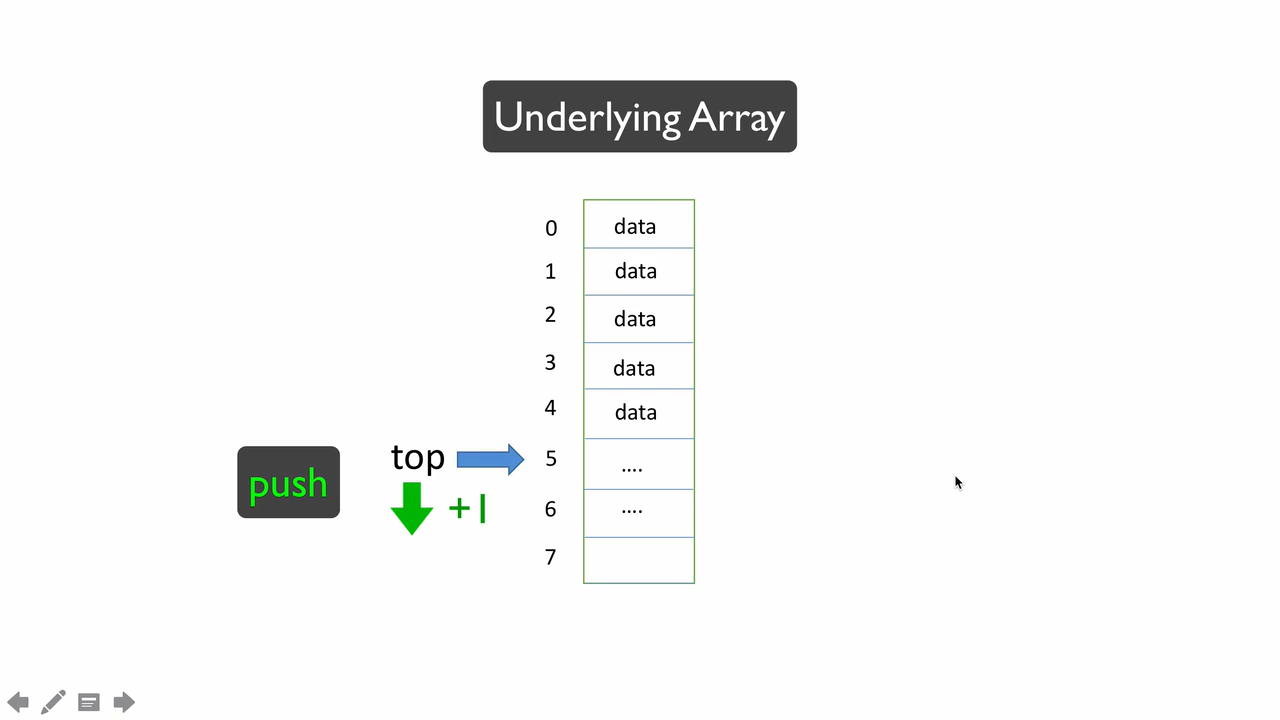 Underlying Array
0 data
1 data
2 data
3 data
4 data
push top 5 ....
+1 6 ....
7